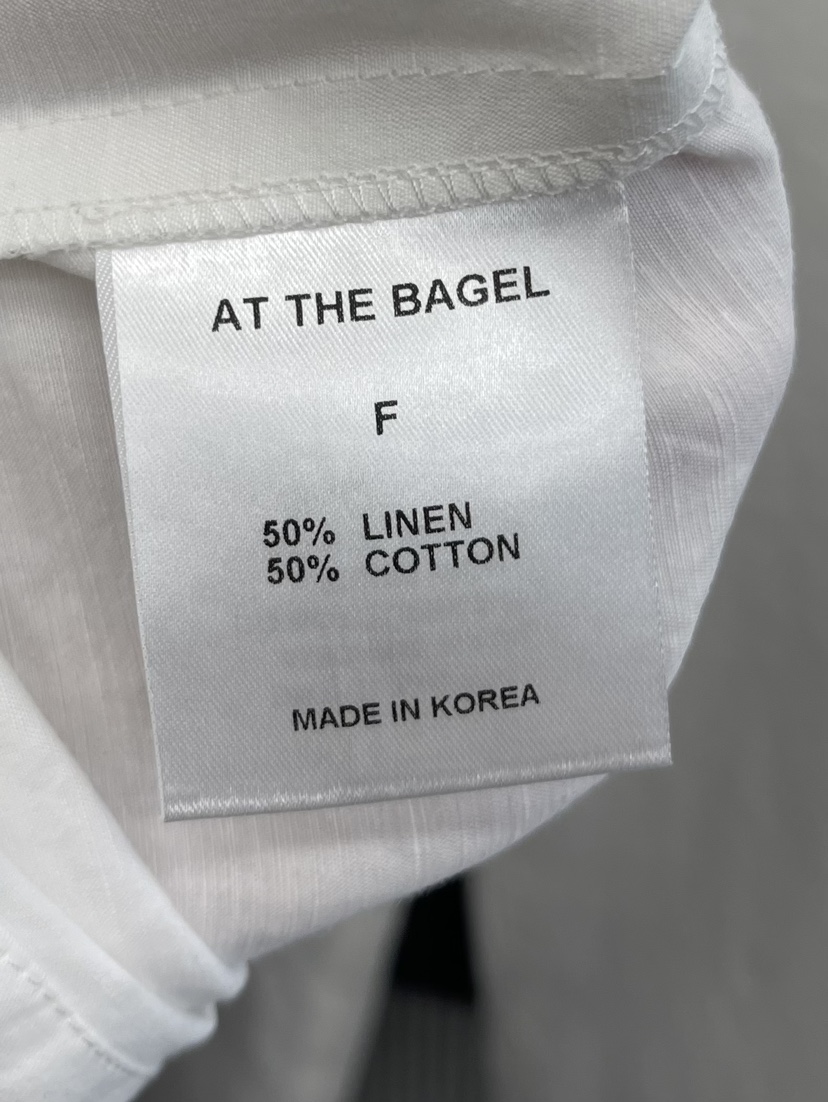 AT THE BAGEL
F
50% LINEN
50% COTTON
MADE IN KOREA